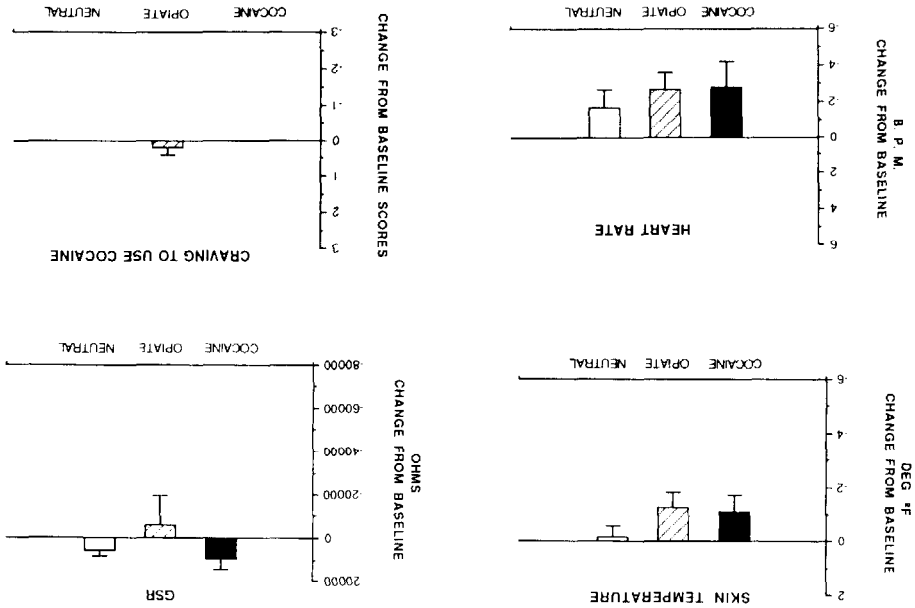 SKIN TEMPERATURE
DEG °F
CHANGE FROM BASELINE
2
0
-2
-4
-6
COCAINE OPIATE NEUTRAL
GSR
OHMS
CHANGE FROM BASELINE
20000
0
-20000
-40000
-60000
-80000
COCAINE OPIATE NEUTRAL
HEART RATE
B. P. M.
CHANGE FROM BASELINE
6
4
2
0
-2
-4
-6
COCAINE OPIATE NEUTRAL
CRAVING TO USE COCAINE
CHANGE FROM BASELINE SCORES
3
2
1
0
-1
-2
-3
COCAINE OPIATE NEUTRAL